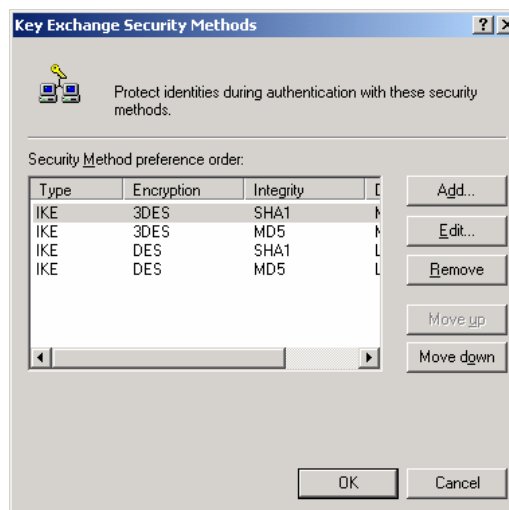 Key Exchange Security Methods
Protect identities during authentication with these security
methods.
Security Method preference order:
Type Encryption Integrity
IKE 3DES SHA1
IKE 3DES MD5
IKE DES SHA1
IKE DES MD5
Add...
Edit...
Remove
Move up
Move down
OK Cancel